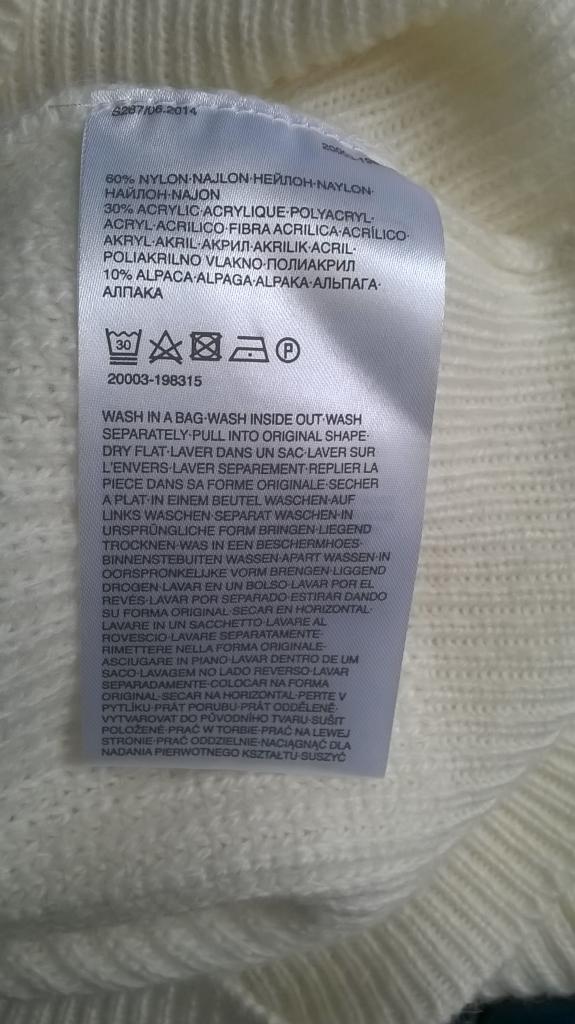 S287/06.2014
60% NYLON·NAJLON·НЕЙЛОН·NAYLON·
НАЙЛОН·NAJON
30% ACRYLIC·ACRYLIQUE·POLYACRYL·
ACRYL·ACRILICO·FIBRA ACRILICA·ACRÍLICO·
AKRYL·AKRIL·АКРИЛ·AKRILIK·ACRIL·
POLIAKRILNO VLAKNO·ПОЛИАКРИЛ
10% ALPACA·ALPAGA·ALPAKA·АЛЬПАГА·
АЛПАКА
30 P
20003-198315
WASH IN A BAG·WASH INSIDE OUT·WASH
SEPARATELY·PULL INTO ORIGINAL SHAPE·
DRY FLAT·LAVER DANS UN SAC·LAVER SUR
L'ENVERS·LAVER SEPAREMENT·REPLIER LA
PIECE DANS SA FORME ORIGINALE·SECHER
A PLAT·IN EINEM BEUTEL WASCHEN·AUF
LINKS WASCHEN·SEPARAT WASCHEN·IN
URSPRÜNGLICHE FORM BRINGEN·LIEGEND
TROCKNEN·WAS IN EEN BESCHERMHOES·
BINNENSTEBUITEN WASSEN·APART WASSEN·IN
OORSPRONKELIJKE VORM BRENGEN·LIGGEND
DROGEN·LAVAR EN UN BOLSO·LAVAR POR EL
REVÉS·LAVAR POR SEPARADO·ESTIRAR DANDO
SU FORMA ORIGINAL·SECAR EN HORIZONTAL·
LAVARE IN UN SACCHETTO·LAVARE AL
ROVESCIO·LAVARE SEPARATAMENTE·
RIMETTERE NELLA FORMA ORIGINALE·
ASCIUGARE IN PIANO·LAVAR DENTRO DE UM
SACO·LAVAGEM NO LADO REVERSO·LAVAR
SEPARADAMENTE·COLOCAR NA FORMA
ORIGINAL·SECAR NA HORIZONTAL·PERTE V
PYTLÍKU·PRÁT PORUBU·PRÁT ODDĚLENĚ·
VYTVAROVAT DO PŮVODNÍHO TVARU·SUŠIT
POLOŽENÉ·PRAĆ W TORBIE·PRAĆ NA LEWEJ
STRONIE·PRAĆ ODDZIELNIE·NACIĄGNĄĆ DLA
NADANIA PIERWOTNEGO KSZTAŁTU·SUSZYĆ